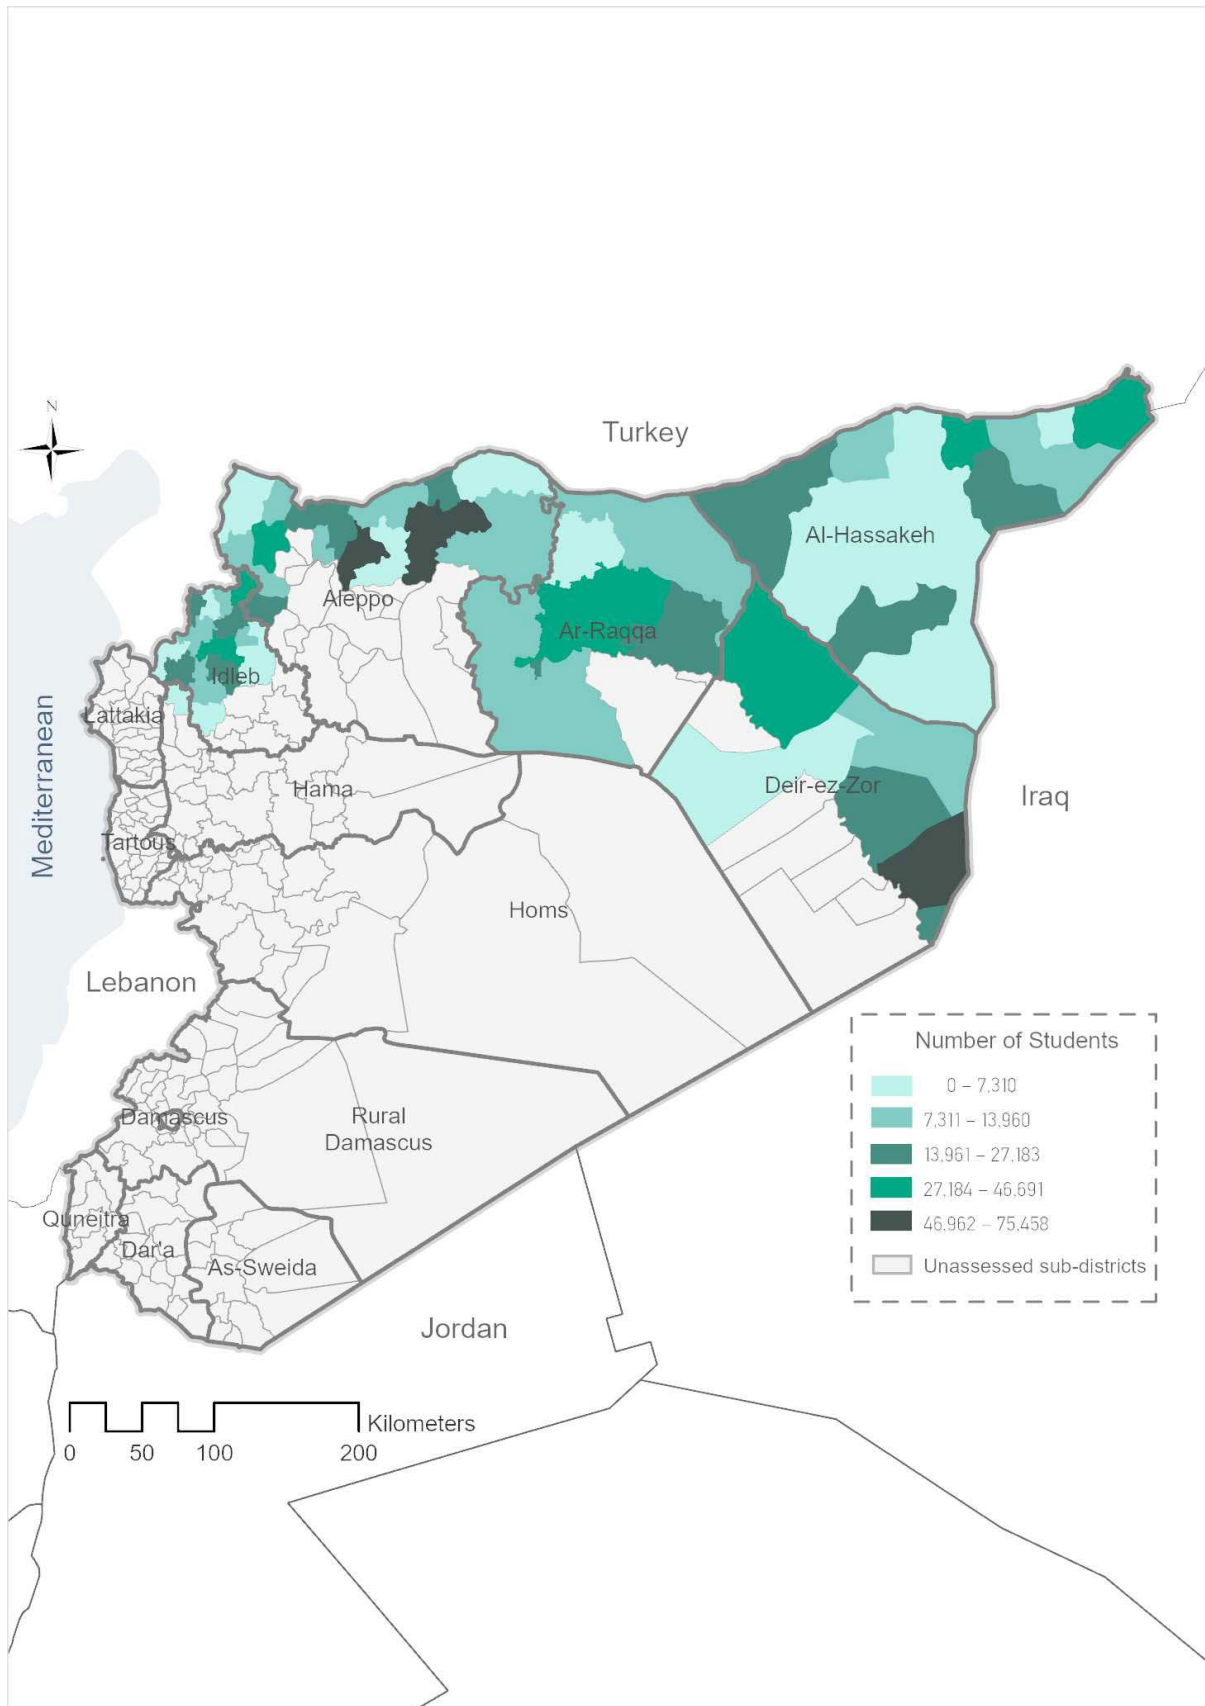 N
Turkey
Al-Hassakeh
Aleppo
Ar-Raqqa
Idleb
Lattakia
Mediterranean
Hama
Deir-ez-Zor
Iraq
Tartous
Homs
Lebanon
Number of Students
0 – 7,310
7,311 – 13,960
13,961 – 27,183
27,184 – 46,691
46,962 – 75,458
Unassessed sub-districts
Damascus
Rural
Damascus
Quneitra
Dar'a
As-Sweida
Jordan
Kilometers
0 50 100 200